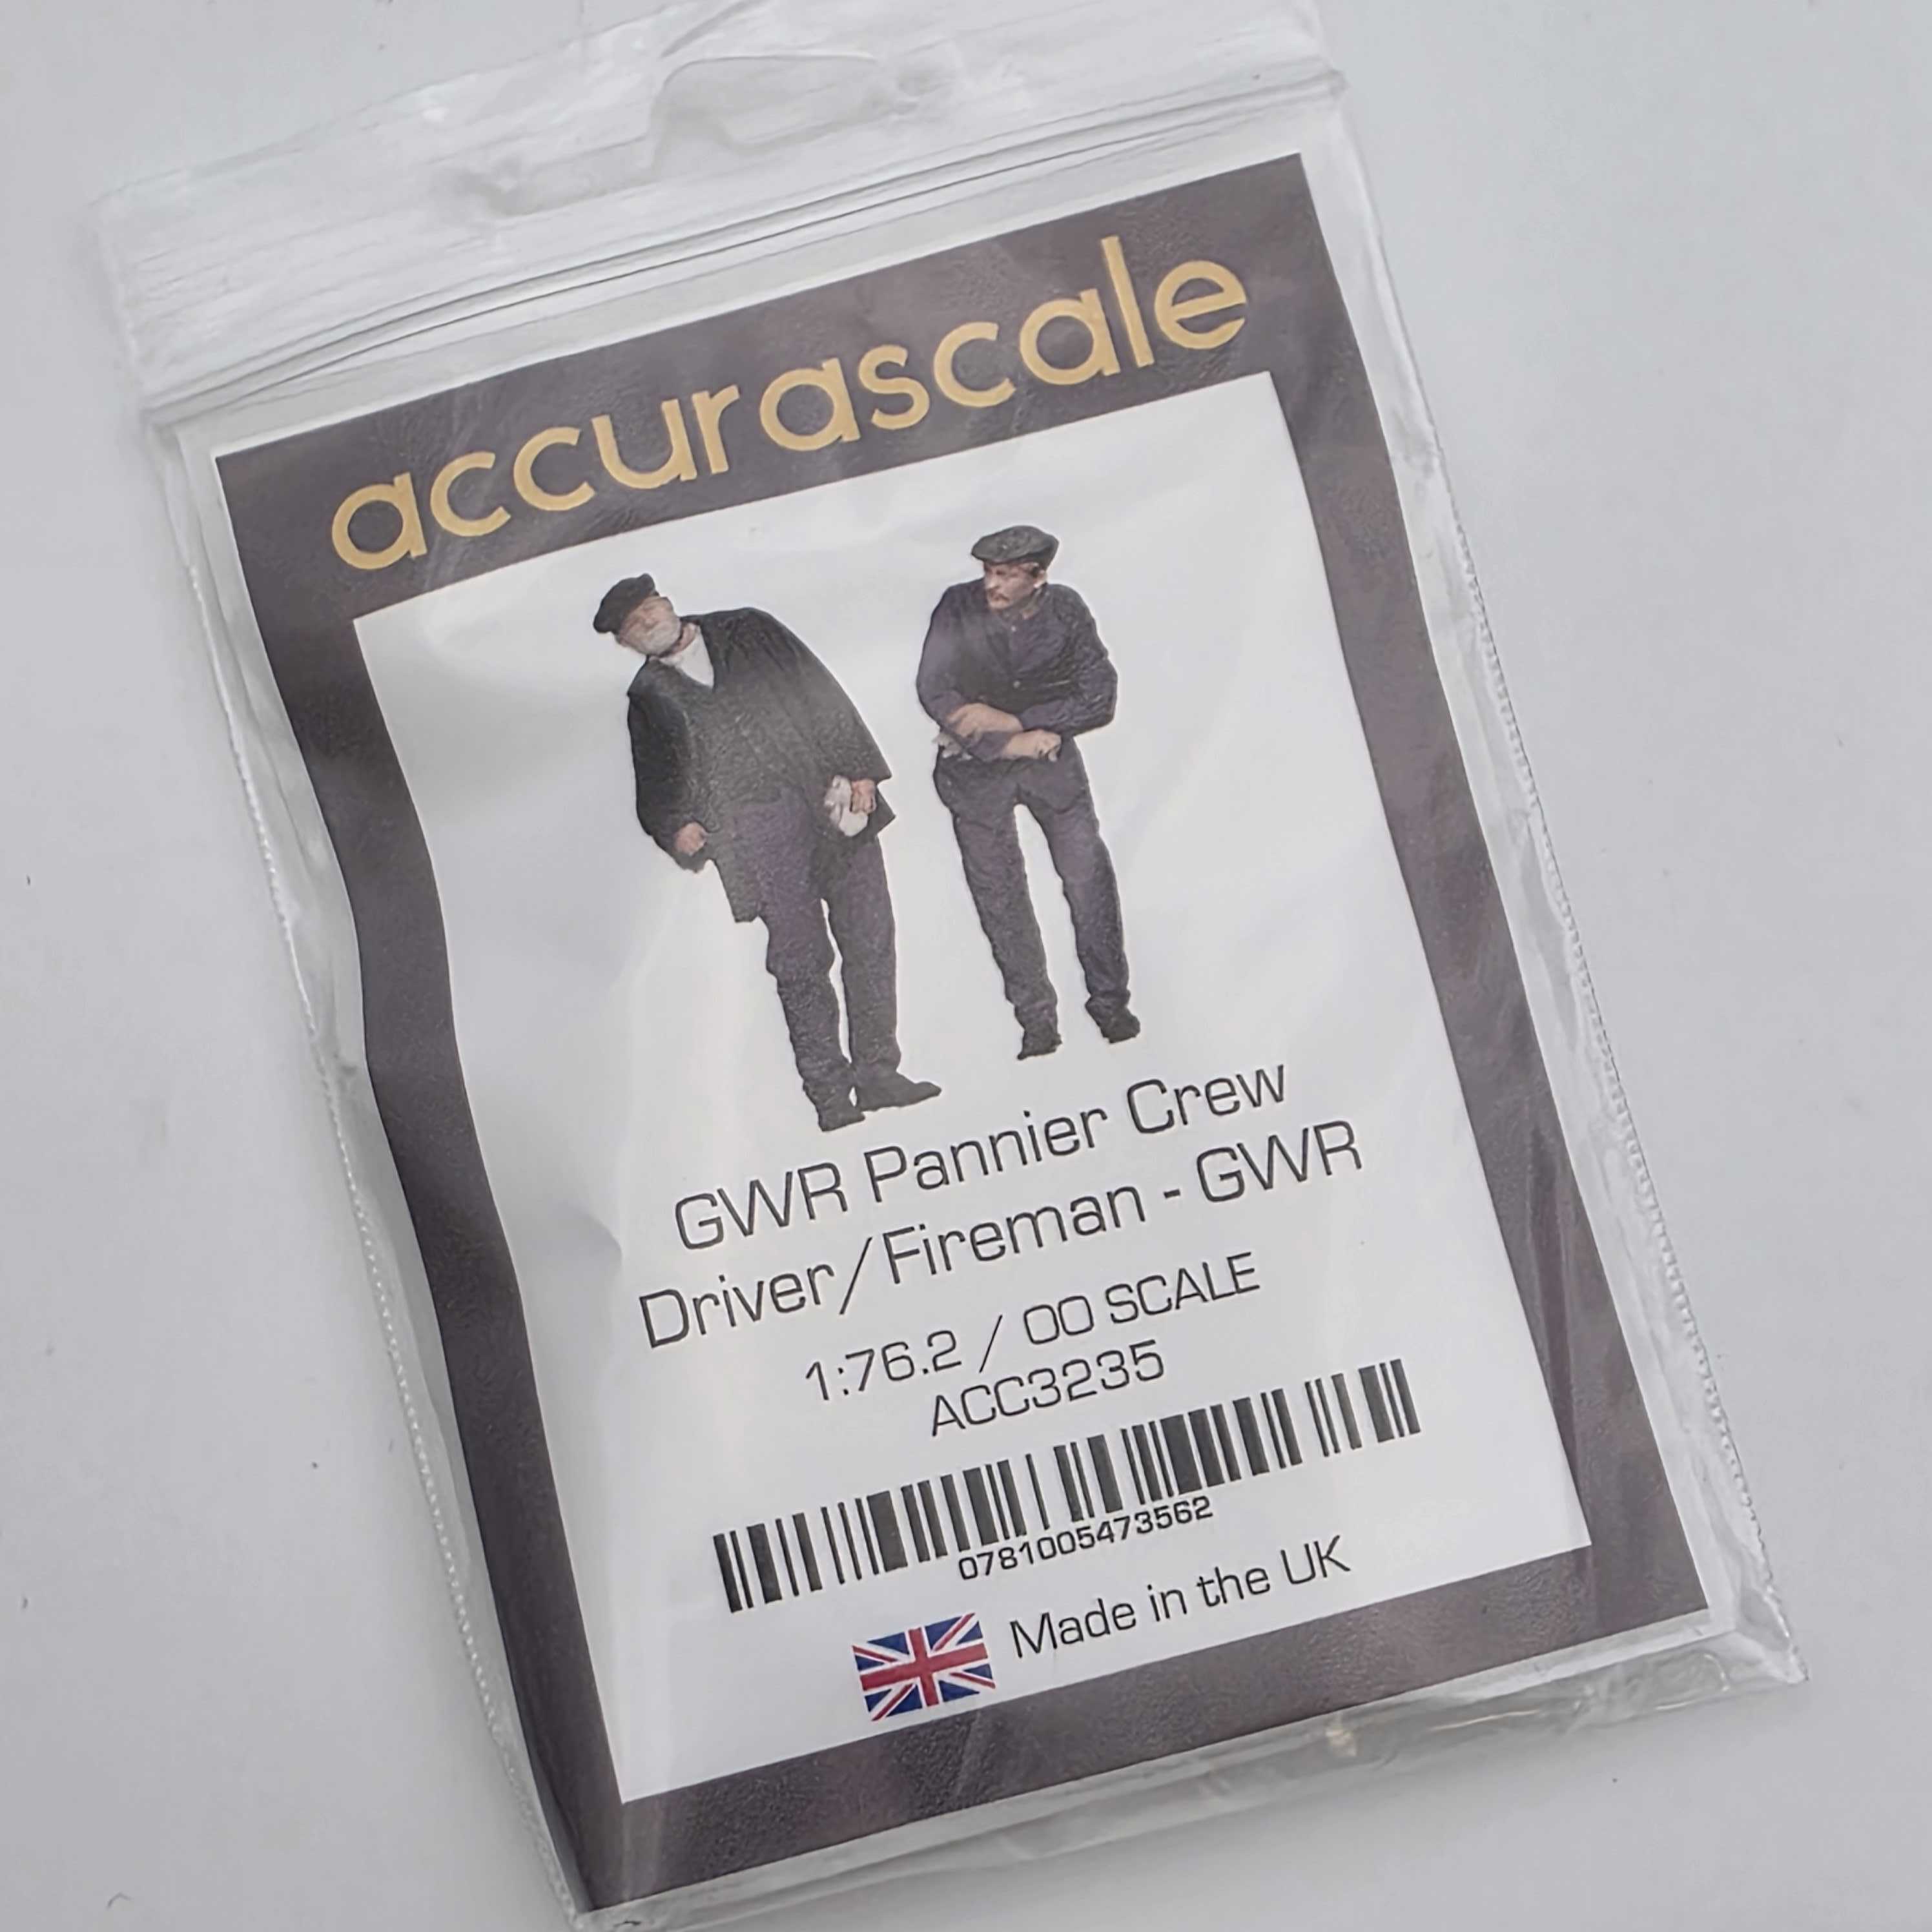 accurascale
GWR Pannier Crew
Driver/Fireman - GWR
1:76.2 / OO SCALE
ACC3235
0781005473562
Made in the UK